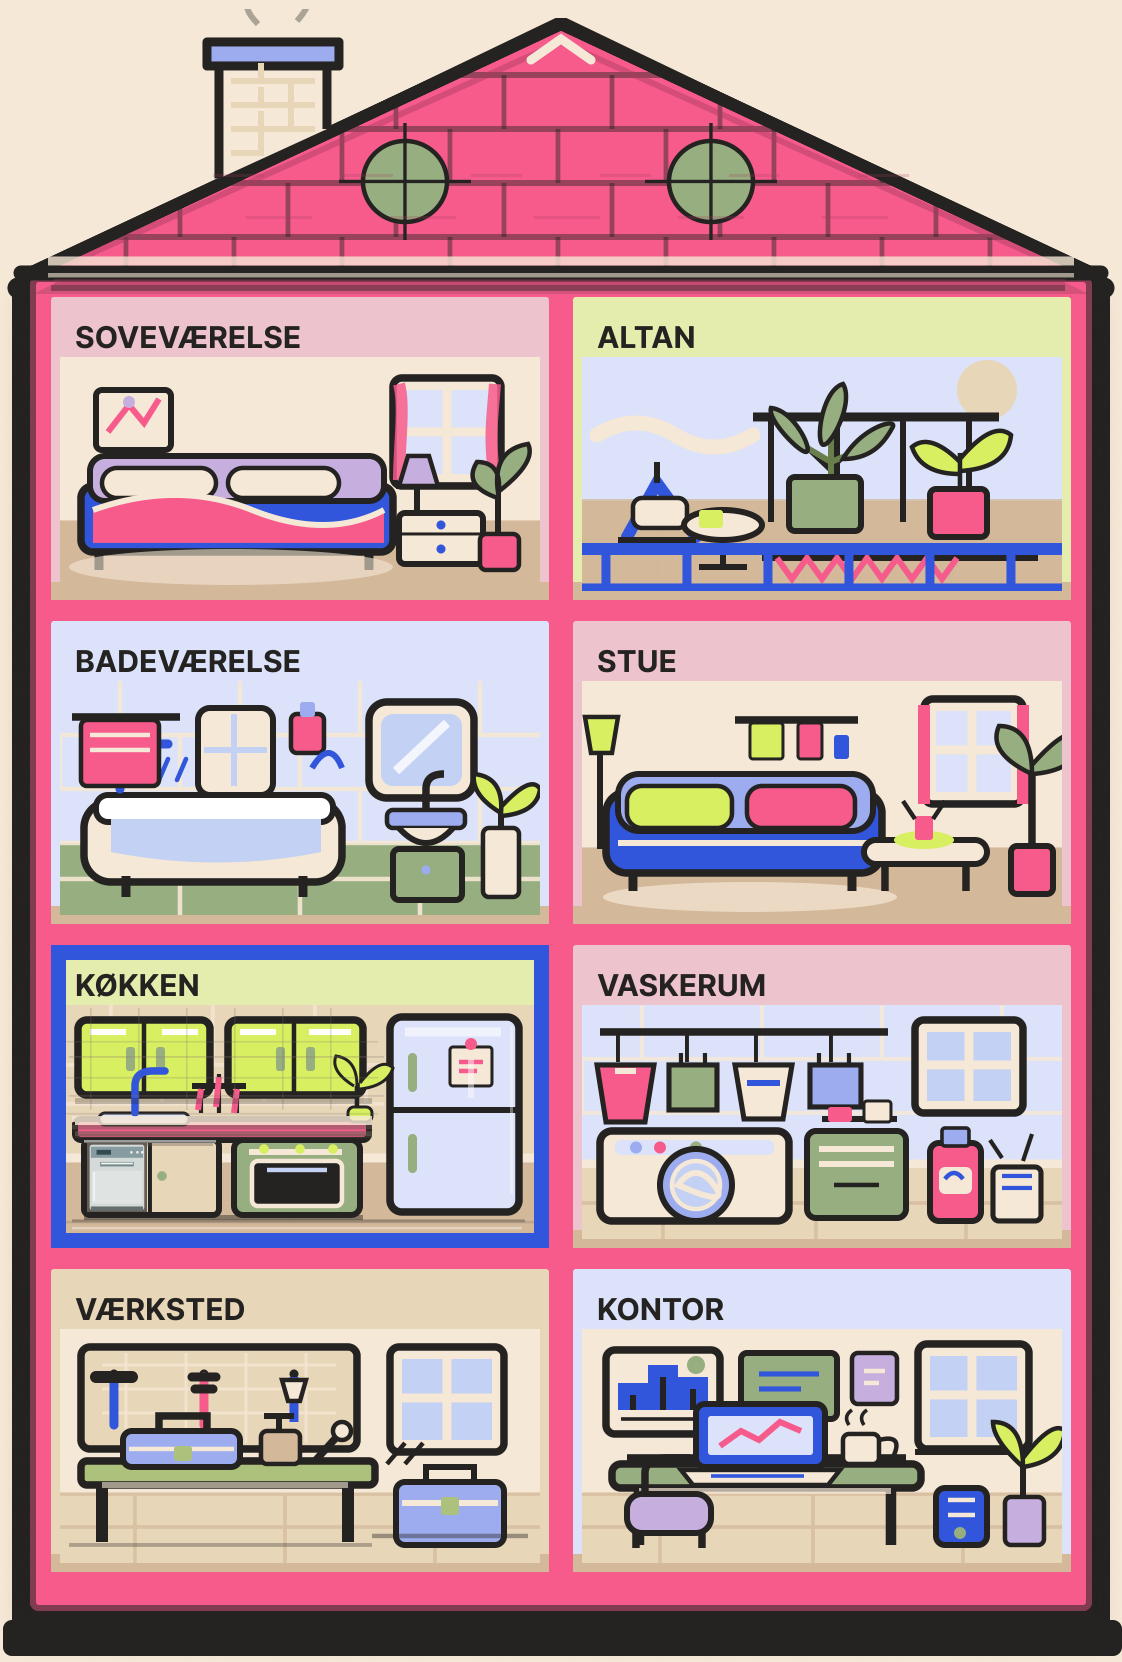 SOVEVÆRELSE
ALTAN
BADEVÆRELSE
STUE
KØKKEN
VASKERUM
VÆRKSTED
KONTOR